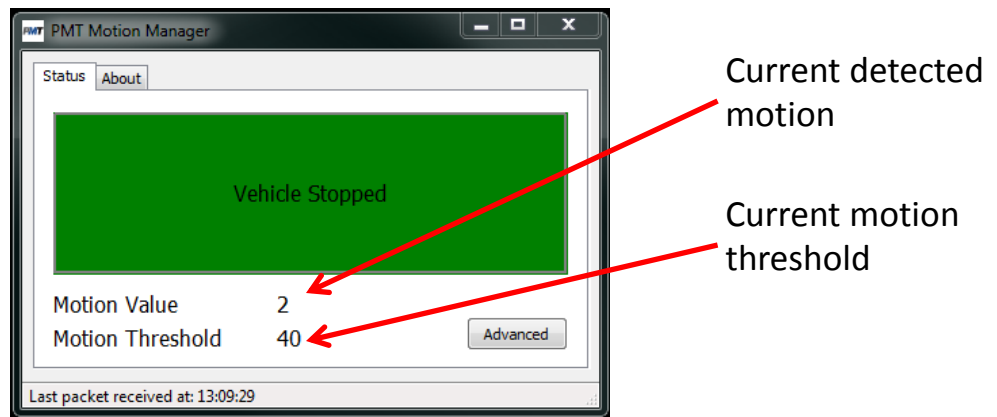 PMT PMT Motion Manager
Status About
Vehicle Stopped
Current detected
motion
Current motion
threshold
Motion Value 2
Motion Threshold 40
Advanced
Last packet received at: 13:09:29